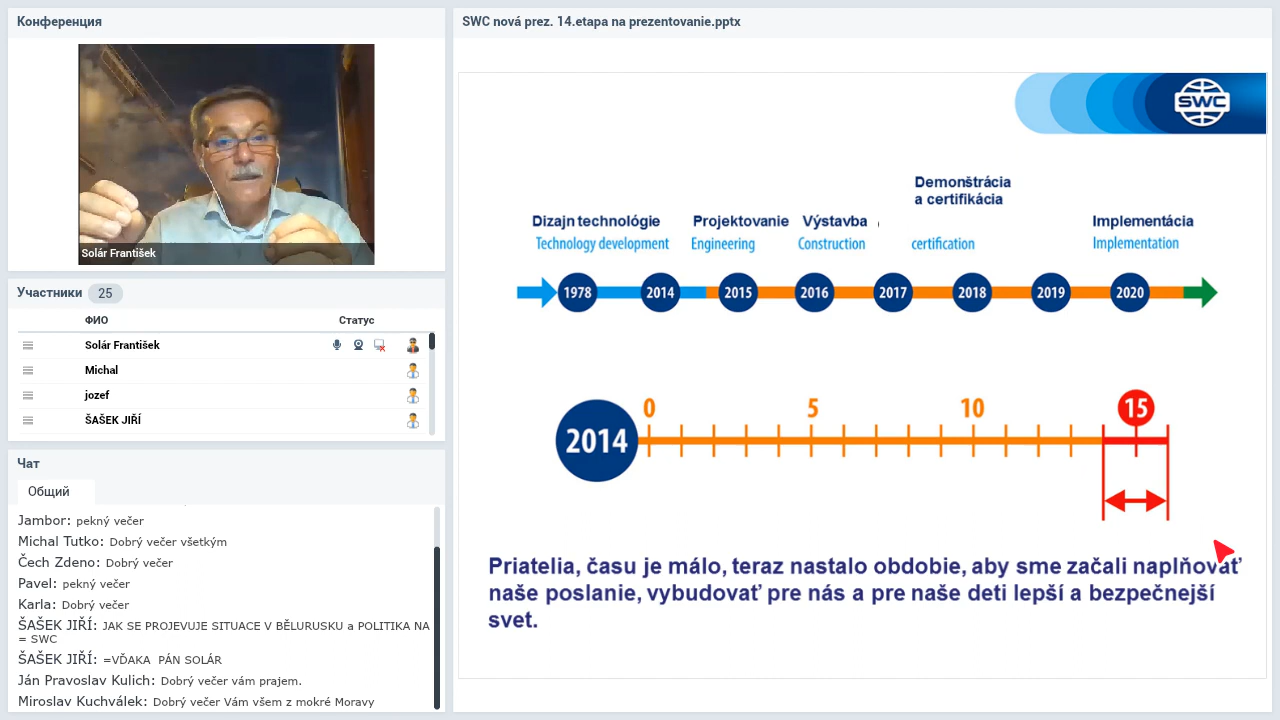 Конференция
Solár František
Участники 25
ФИО Статус
Solár František
Michal
jozef
ŠAŠEK JIŘÍ
Чат
Общий
Jambor: pekný večer
Michal Tutko: Dobrý večer všetkým
Čech Zdeno: Dobrý večer
Pavel: pekný večer
Karla: Dobrý večer
ŠAŠEK JIŘÍ: JAK SE PROJEVUJE SITUACE V BĚLURUSKU a POLITIKA NA
= SWC
ŠAŠEK JIŘÍ: =VĎAKA PÁN SOLÁR
Ján Pravoslav Kulich: Dobrý večer vám prajem.
Miroslav Kuchválek: Dobrý večer Vám všem z mokré Moravy
SWC nová prez. 14.etapa na prezentovanie.pptx
SWC
Demonštrácia
a certifikácia
Dizajn technológie Projektovanie Výstavba , Implementácia
Technology development Engineering Construction certification Implementation
1978 2014 2015 2016 2017 2018 2019 2020
0 5 10 15
2014
Priatelia, času je málo, teraz nastalo obdobie, aby sme začali naplňovať
naše poslanie, vybudovať pre nás a pre naše deti lepší a bezpečnejší
svet.